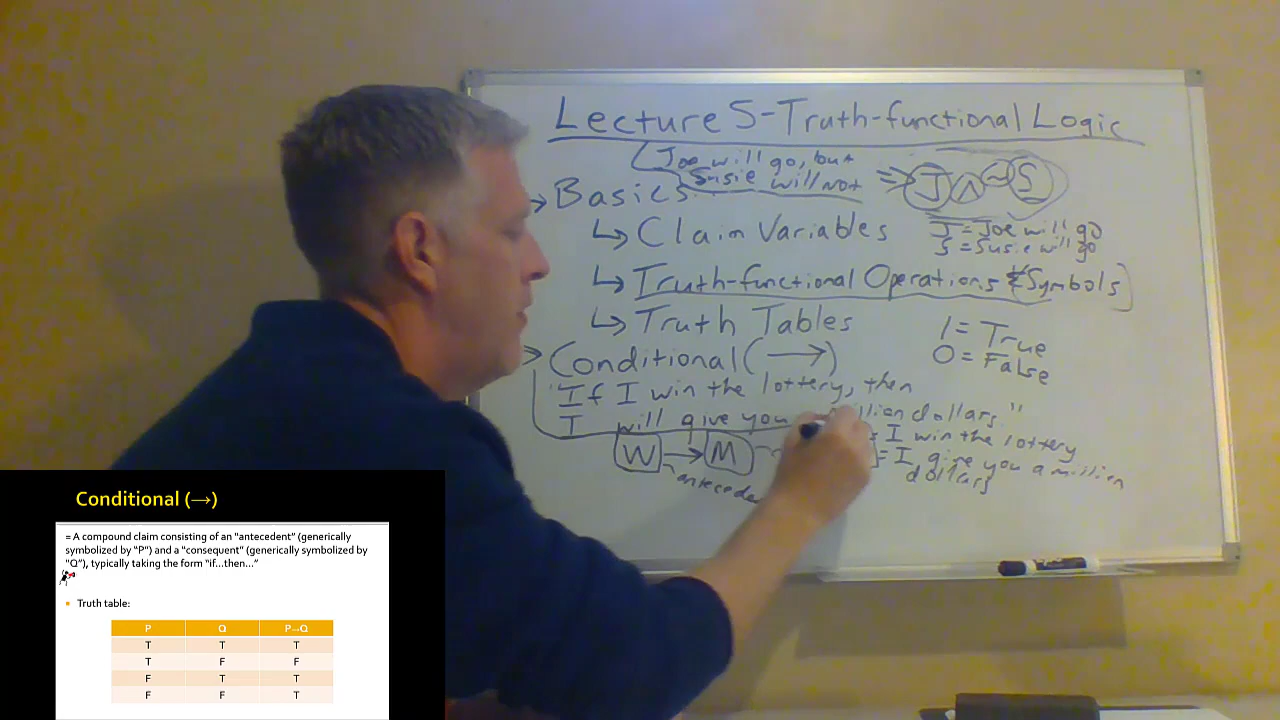 Lecture 5-Truth-functional Logic
Joe will go, but
Susie will not
=> J ∧ ~ S
Basics
J = Joe will go
S = Susie will go
Claim Variables
Truth-functional Operations & Symbols
Truth Tables
1 = True
0 = False
Conditional (→)
If I win the lottery, then
I will give you dollars"
= I win the lottery
W → M
= I give you a million
dollars
Conditional (→)
= A compound claim consisting of an "antecedent" (generically
symbolized by "P") and a "consequent" (generically symbolized by
"Q"), typically taking the form "if...then..."
Truth table:
P Q P→Q
T T T
T F F
F T T
F F T